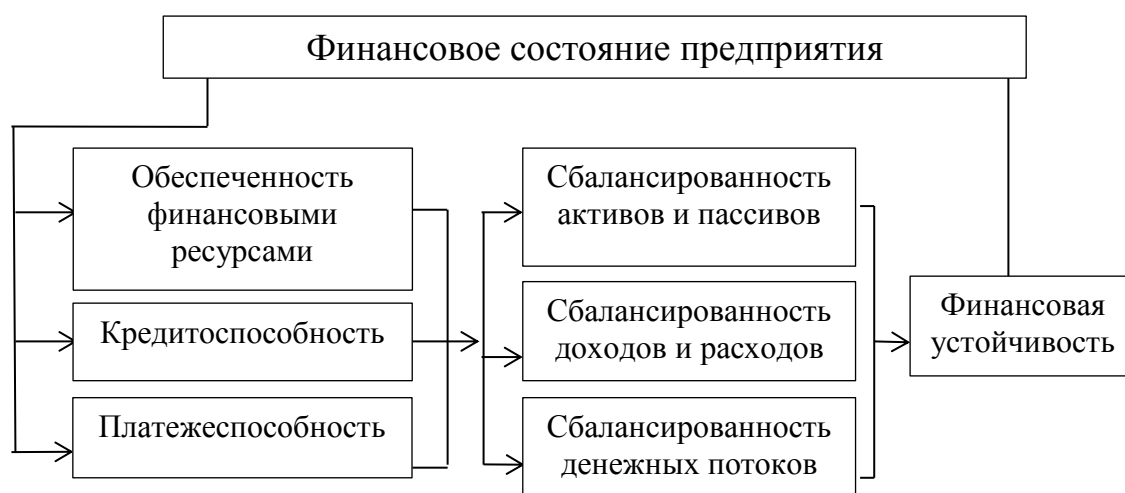 Финансовое состояние предприятия
Обеспеченность
финансовыми
ресурсами
Кредитоспособность
Платежеспособность
Сбалансированность
активов и пассивов
Сбалансированность
доходов и расходов
Сбалансированность
денежных потоков
Финансовая
устойчивость